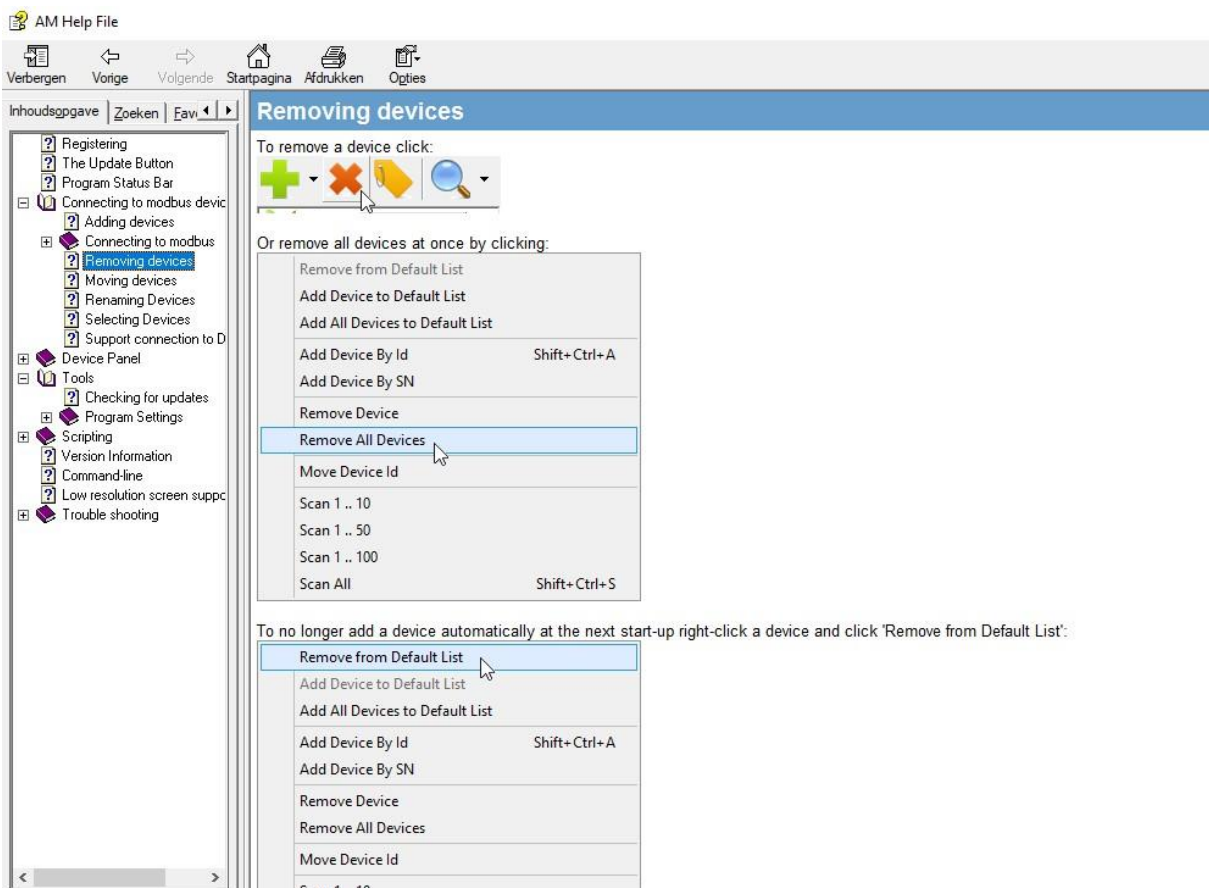 AM Help File
Verbergen Vorige Volgende Startpagina Afdrukken Opties
Inhoudsopgave Zoeken Fav
Registering
The Update Button
Program Status Bar
Connecting to modbus devic
Adding devices
Connecting to modbus
Removing devices
Moving devices
Renaming Devices
Selecting Devices
Support connection to D
Device Panel
Tools
Checking for updates
Program Settings
Scripting
Version Information
Command-line
Low resolution screen suppo
Trouble shooting
Removing devices
To remove a device click:
Or remove all devices at once by clicking:
Remove from Default List
Add Device to Default List
Add All Devices to Default List
Add Device By Id Shift+Ctrl+A
Add Device By SN
Remove Device
Remove All Devices
Move Device Id
Scan 1 .. 10
Scan 1 .. 50
Scan 1 .. 100
Scan All Shift+Ctrl+S
To no longer add a device automatically at the next start-up right-click a device and click 'Remove from Default List':
Remove from Default List
Add Device to Default List
Add All Devices to Default List
Add Device By Id Shift+Ctrl+A
Add Device By SN
Remove Device
Remove All Devices
Move Device Id